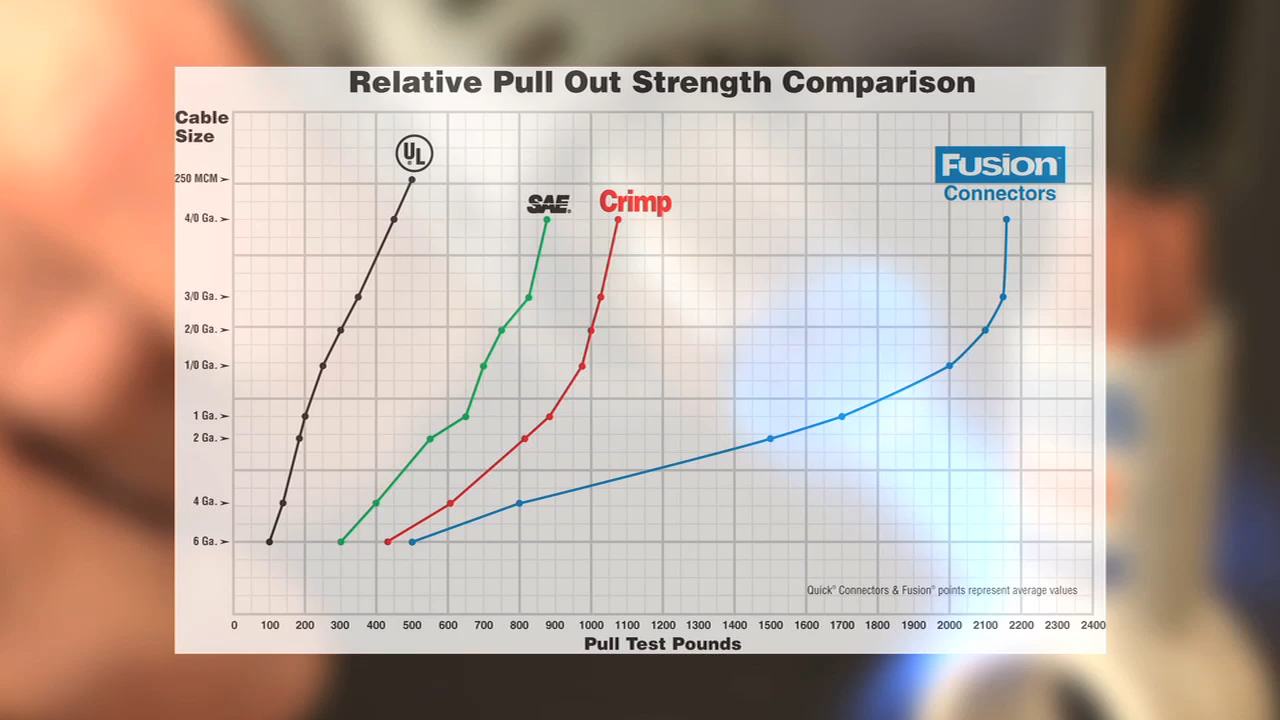 Relative Pull Out Strength Comparison
Cable
Size
UL®
250 MCM
SAE®
Crimp
Fusion™
Connectors
4/0 Ga.
3/0 Ga.
2/0 Ga.
1/0 Ga.
1 Ga.
2 Ga.
4 Ga.
6 Ga.
Quick® Connectors & Fusion® points represent average values
0 100 200 300 400 500 600 700 800 900 1000 1100 1200 1300 1400 1500 1600 1700 1800 1900 2000 2100 2200 2300 2400
Pull Test Pounds